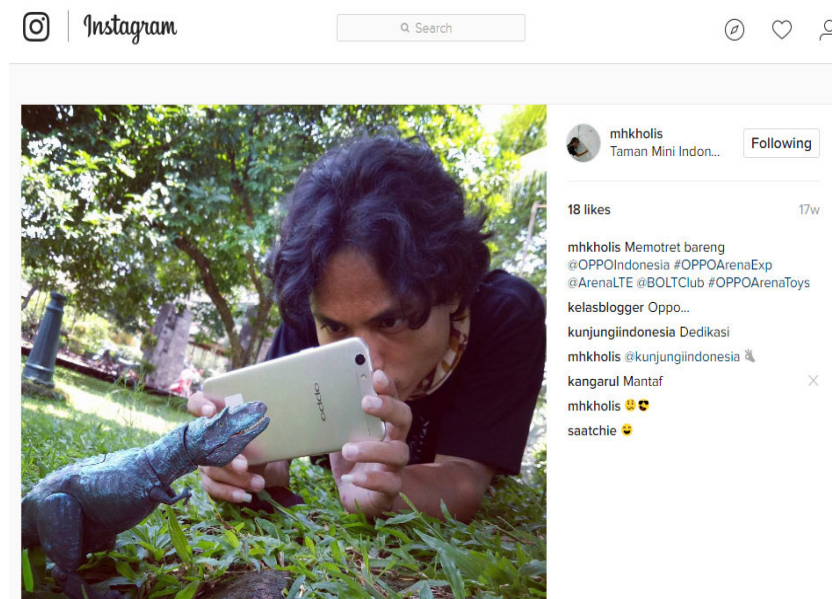 Instagram
Search
oppo
mhkholis
Taman Mini Indon...
Following
18 likes
17w
mhkholis Memotret bareng
@OPPOIndonesia #OPPOArenaExp
@ArenaLTE @BOLTClub #OPPOArenaToys
kelasblogger Oppo...
kunjungiindonesia Dedikasi
mhkholis @kunjungiindonesia 👋
kangarul Mantaf
mhkholis 😲😎
saatchie 😄